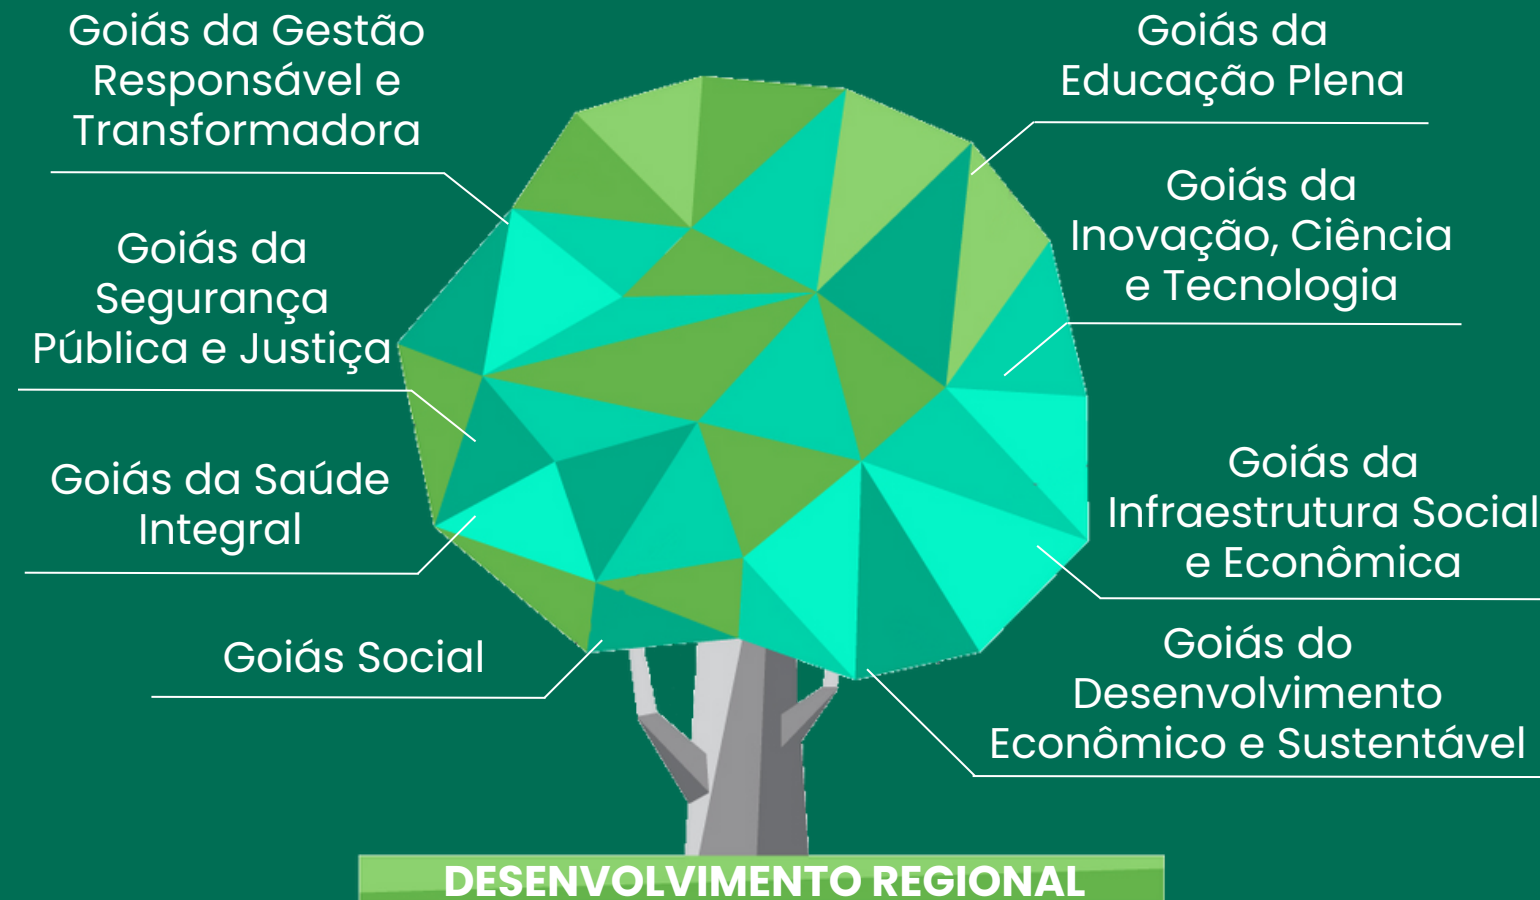 Goiás da Gestão
Responsável e
Transformadora
Goiás da
Segurança
Pública e Justiça
Goiás da Saúde
Integral
Goiás Social
Goiás da
Educação Plena
Goiás da
Inovação, Ciência
e Tecnologia
Goiás da
Infraestrutura Social
e Econômica
Goiás do
Desenvolvimento
Econômico e Sustentável
DESENVOLVIMENTO REGIONAL